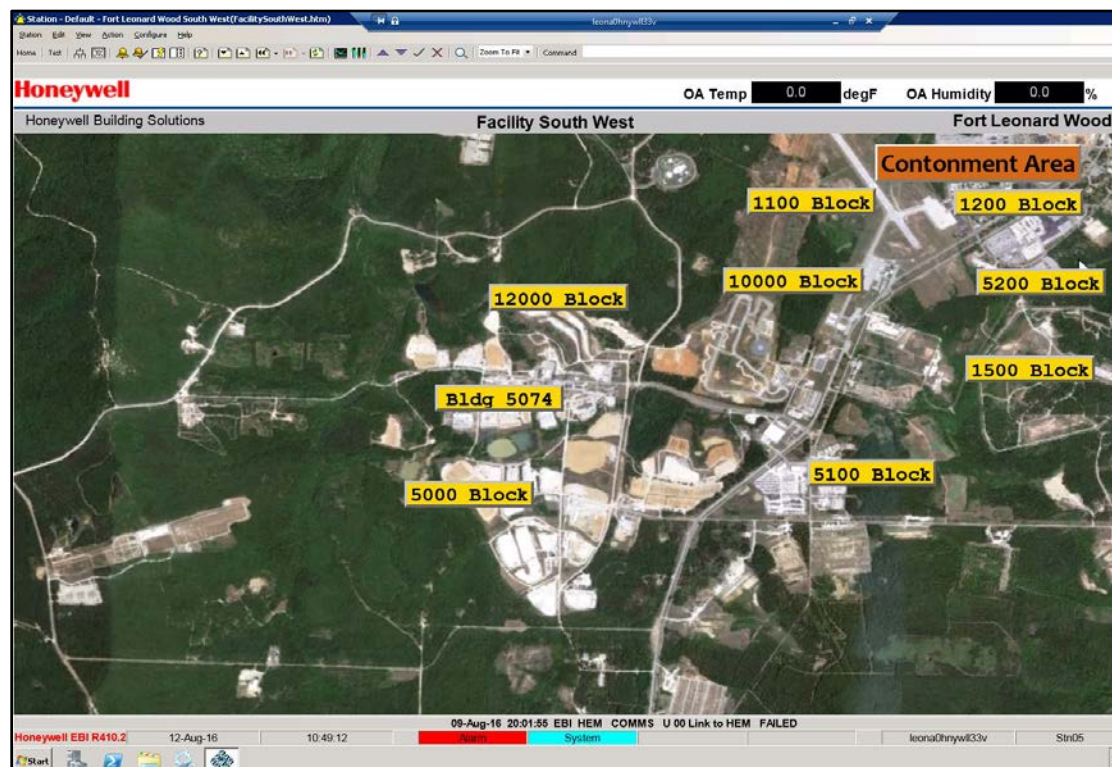 Station - Default - Fort Leonard Wood South West(FacilitySouthWest.htm)
leona0hnywll33v
Station Edit View Action Configure Help
Home Test Zoom To Fit Command
Honeywell
OA Temp 0.0 degF OA Humidity 0.0 %
Honeywell Building Solutions Facility South West Fort Leonard Wood
Contonment Area
1100 Block
1200 Block
10000 Block
5200 Block
12000 Block
1500 Block
Bldg 5074
5100 Block
5000 Block
09-Aug-16 20:01:55 EBI HEM COMMS U 00 Link to HEM FAILED
Honeywell EBI R410.2 12-Aug-16 10:49:12 Alarm System leona0hnywll33v Stn05
Start